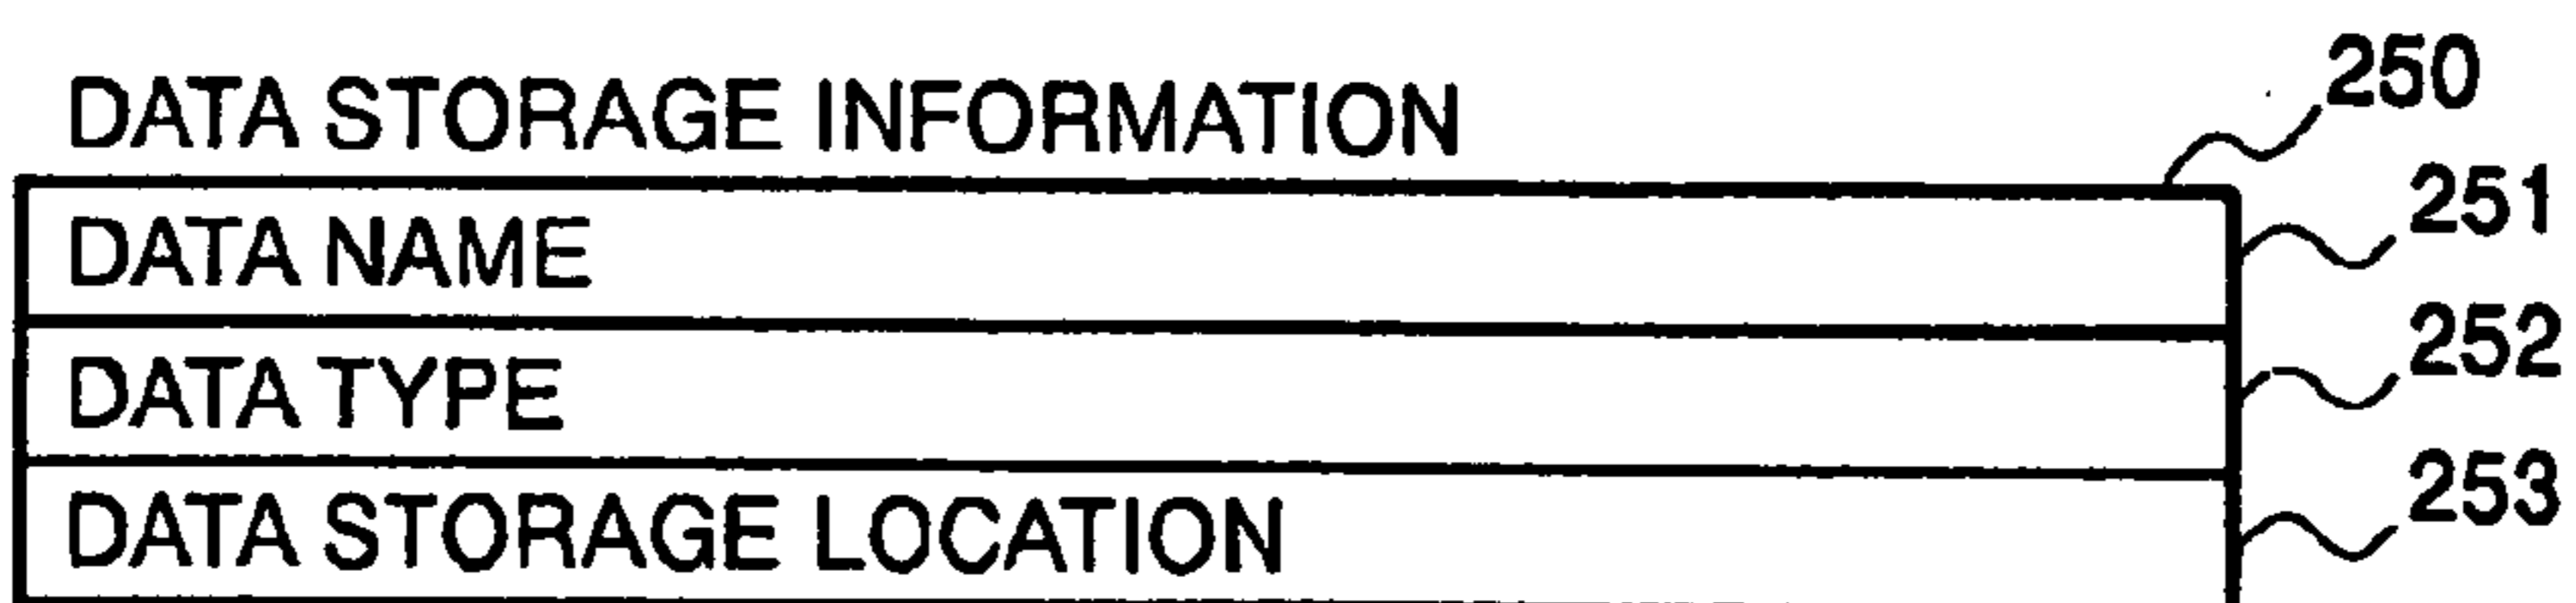 250
DATA STORAGE INFORMATION
DATA NAME 251
DATA TYPE 252
DATA STORAGE LOCATION 253